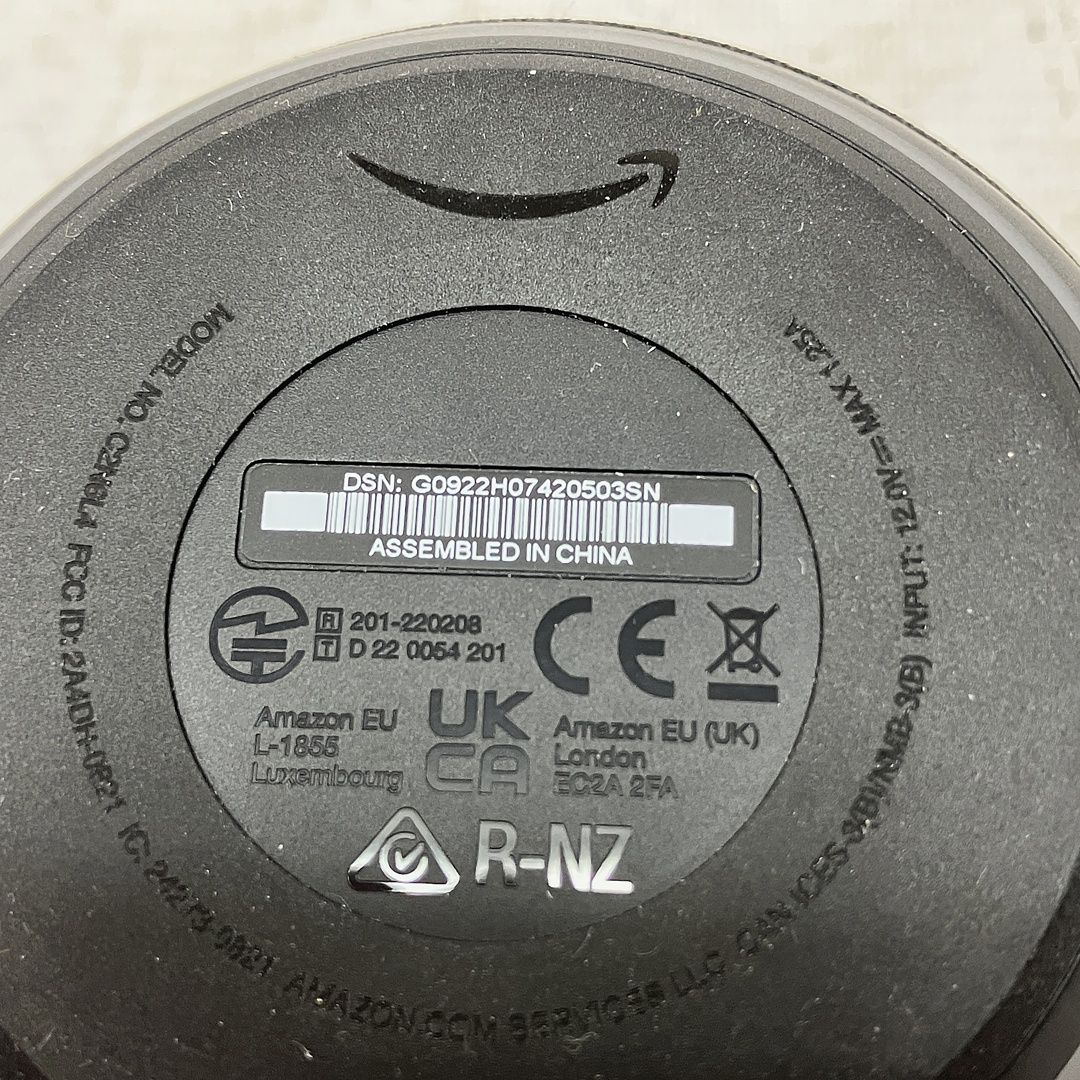 MODEL NO.: C2N6L4 FCC ID: 2A4DH-0821 IC: 24273-0821 AMAZON.COM SERVICES LLC CAN ICES-3(B)/NMB-3(B) INPUT: 12.0V⎓MAX 1.25A
DSN: G0922H07420503SN
ASSEMBLED IN CHINA
R 201-220208
T D 22 0054 201
CE
Amazon EU
L-1855
Luxembourg
UK
CA
Amazon EU (UK)
London
EC2A 2FA
R-NZ